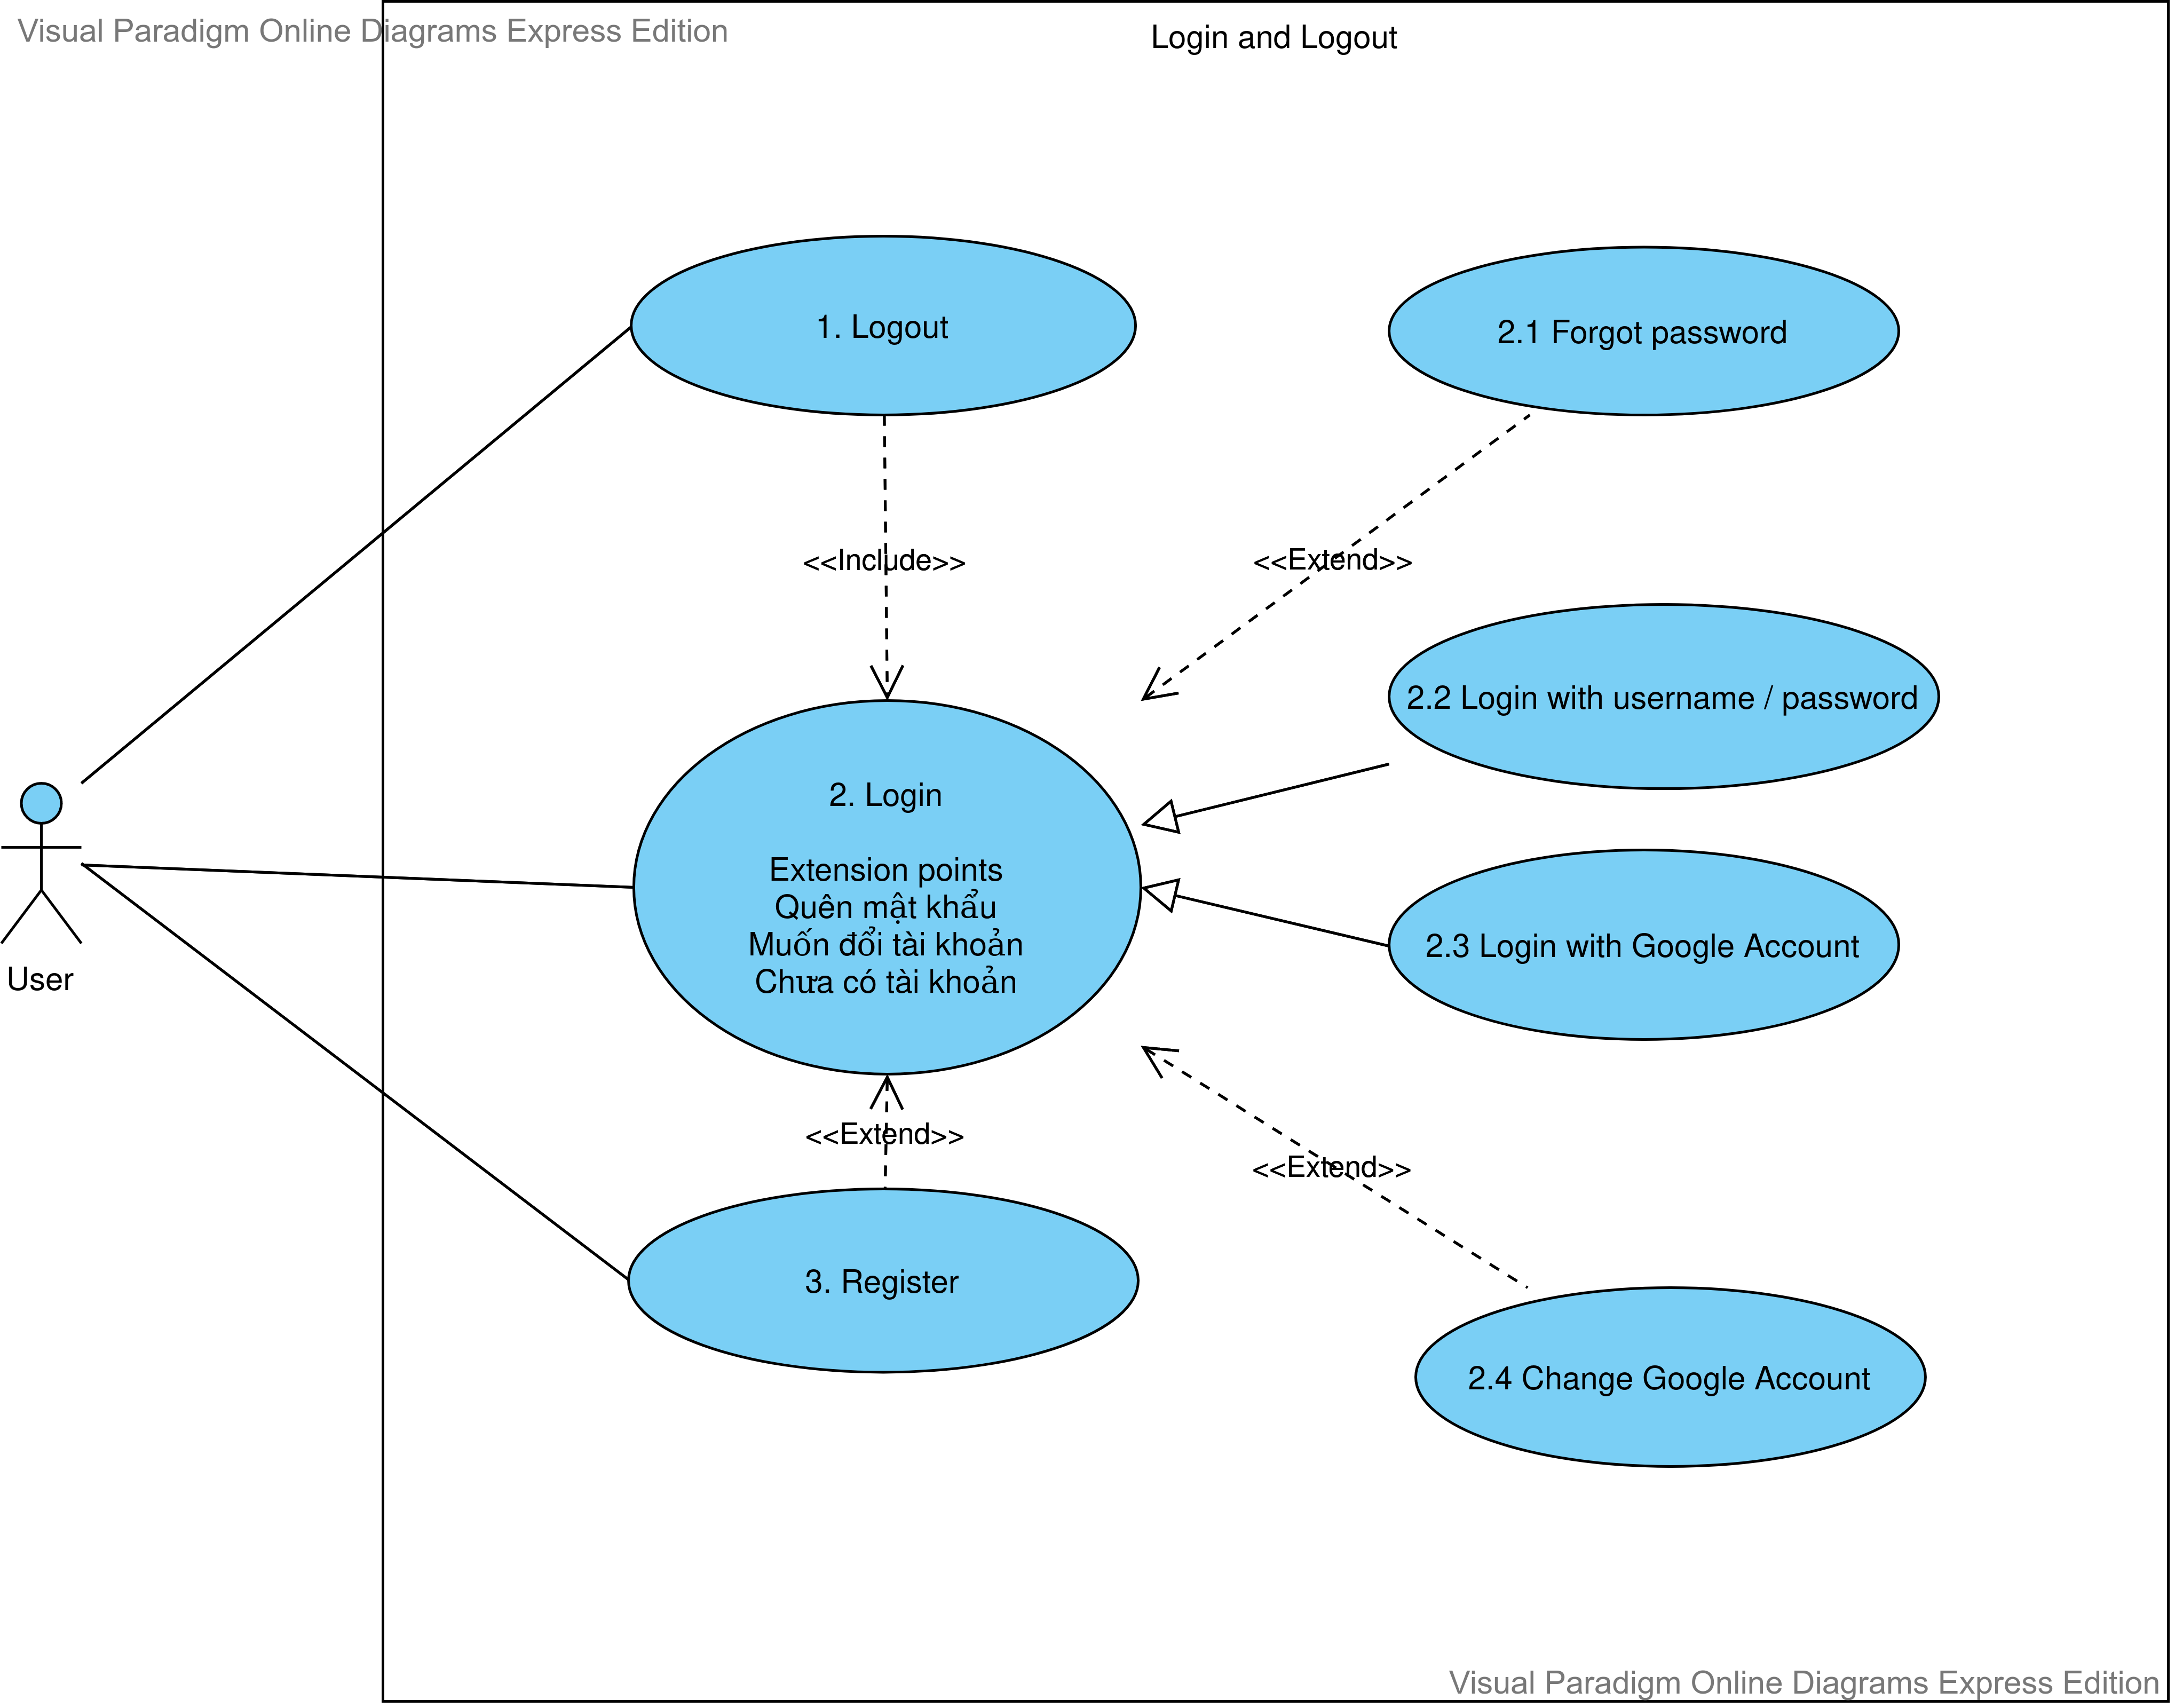 Visual Paradigm Online Diagrams Express Edition
Login and Logout
1. Logout
2.1 Forgot password
<<Include>>
<<Extend>>
2.2 Login with username / password
2. Login
Extension points
Quên mật khẩu
Muốn đổi tài khoản
Chưa có tài khoản
2.3 Login with Google Account
User
<<Extend>>
<<Extend>>
3. Register
2.4 Change Google Account
Visual Paradigm Online Diagrams Express Edition